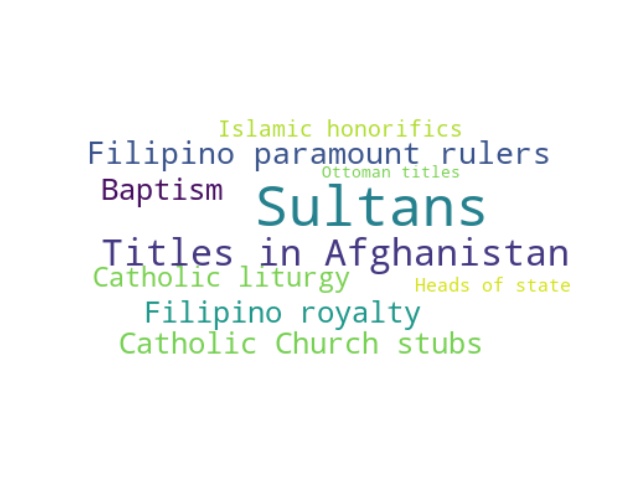 Islamic honorifics
Filipino paramount rulers
Ottoman titles
Baptism
Sultans
Titles in Afghanistan
Catholic liturgy
Heads of state
Filipino royalty
Catholic Church stubs